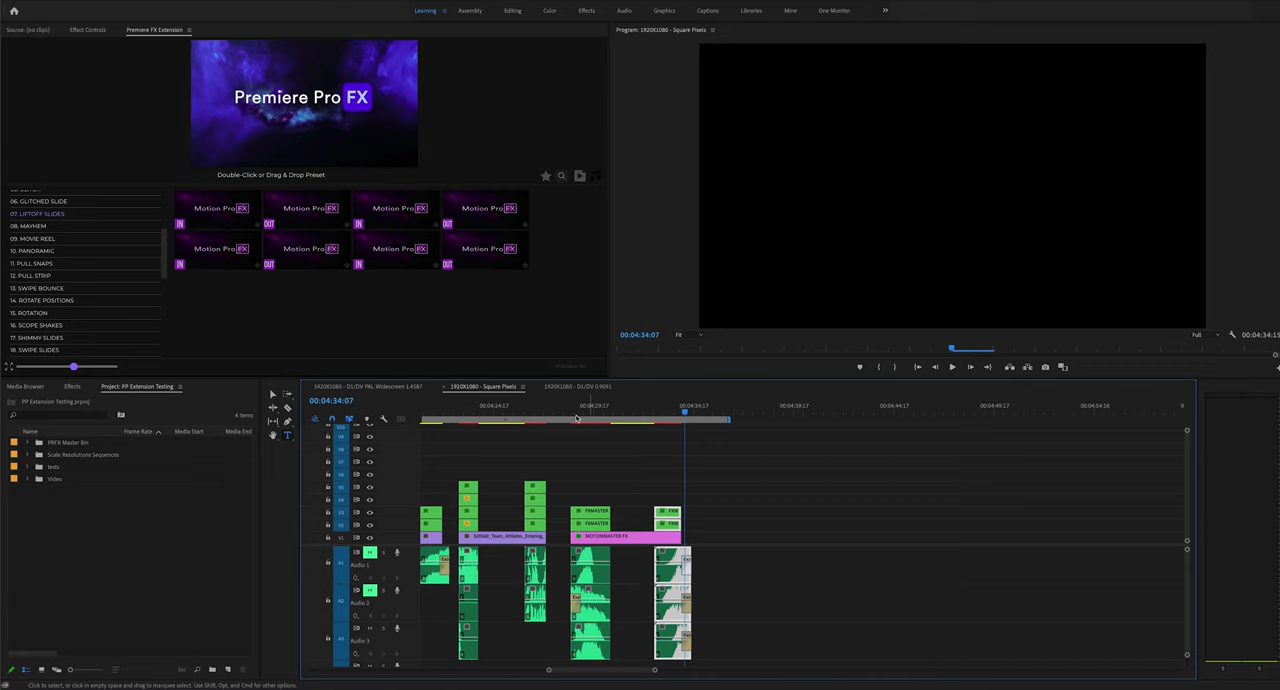 Learning Assembly Editing Color Effects Audio Graphics Captions Libraries Mine One Monitor
Source: (no clips) Effect Controls Premiere FX Extension
Program: 1920X1080 - Square Pixels
Premiere Pro FX
Double-Click or Drag & Drop Preset
06. GLITCHED SLIDE
07. LIFTOFF SLIDES
08. MAYHEM
09. MOVIE REEL
10. PANORAMIC
11. PULL SNAPS
12. PULL STRIP
13. SWIPE BOUNCE
14. ROTATE POSITIONS
15. ROTATION
16. SCOPE SHAKES
17. SHIMMY SLIDES
18. SWIPE SLIDES
Motion Pro FX Motion Pro FX Motion Pro FX Motion Pro FX
IN OUT IN OUT
Motion Pro FX Motion Pro FX Motion Pro FX Motion Pro FX
IN OUT IN OUT
00:04:34:07 Fit Full 00:04:34:15
Media Browser Effects Project: PP Extension Testing
PP Extension Testing.prproj
4 items
Name Frame Rate Media Start Media End
PRFX Master Bin
Scale Resolutions Sequences
tests
Video
1920X1080 - D1/DV PAL Widescreen 1.4587 × 1920X1080 - Square Pixels 1920X1080 - D1/DV 0.9091
00:04:34:07
00:04:24:17 00:04:29:17 00:04:34:17 00:04:39:17 00:04:44:17 00:04:49:17 00:04:54:16 0
V10
V9
V8
V7
V6
V5
V4
V3 FXMASTER FXM
V2 FXMASTER FXM
V1 329560_Team_Athletes_Entering_ MOTIONMASTER FX
A1 M S
Audio 1
A2 M S
Audio 2
A3 M S
Audio 3
M S
S S
Click to select, or click in empty space and drag to marquee select. Use Shift, Opt, and Cmd for other options.